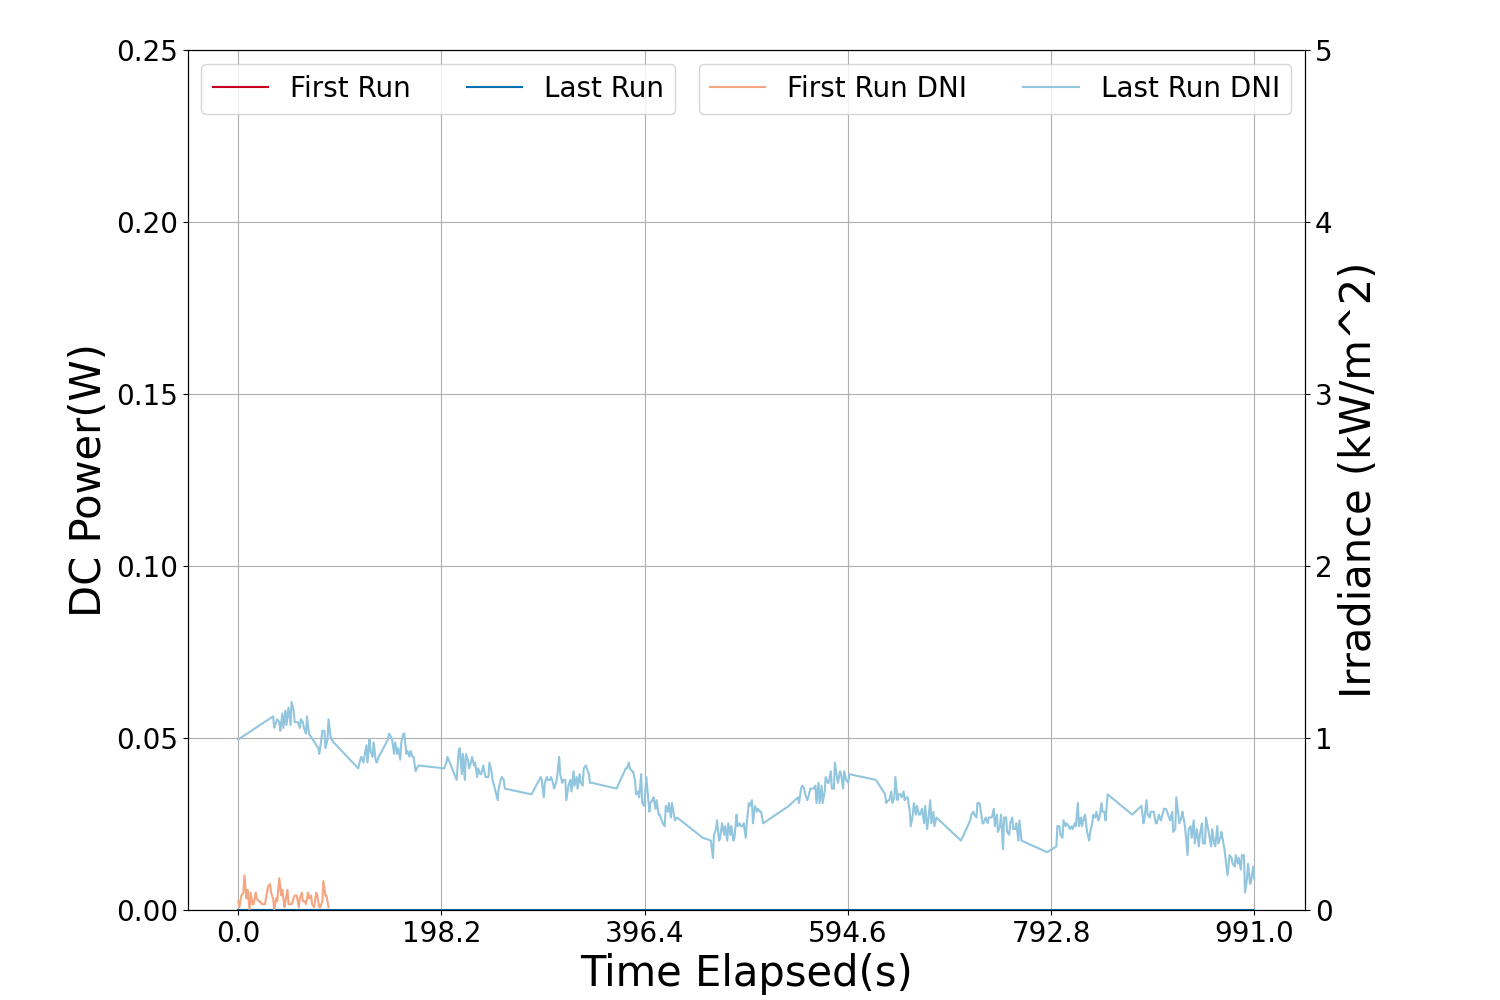 First Run
Last Run
First Run DNI
Last Run DNI
DC Power(W)
0.25
0.20
0.15
0.10
0.05
0.00
5
4
3
2
1
0
Irradiance (kW/m^2)
0.0
198.2
396.4
594.6
792.8
991.0
Time Elapsed(s)